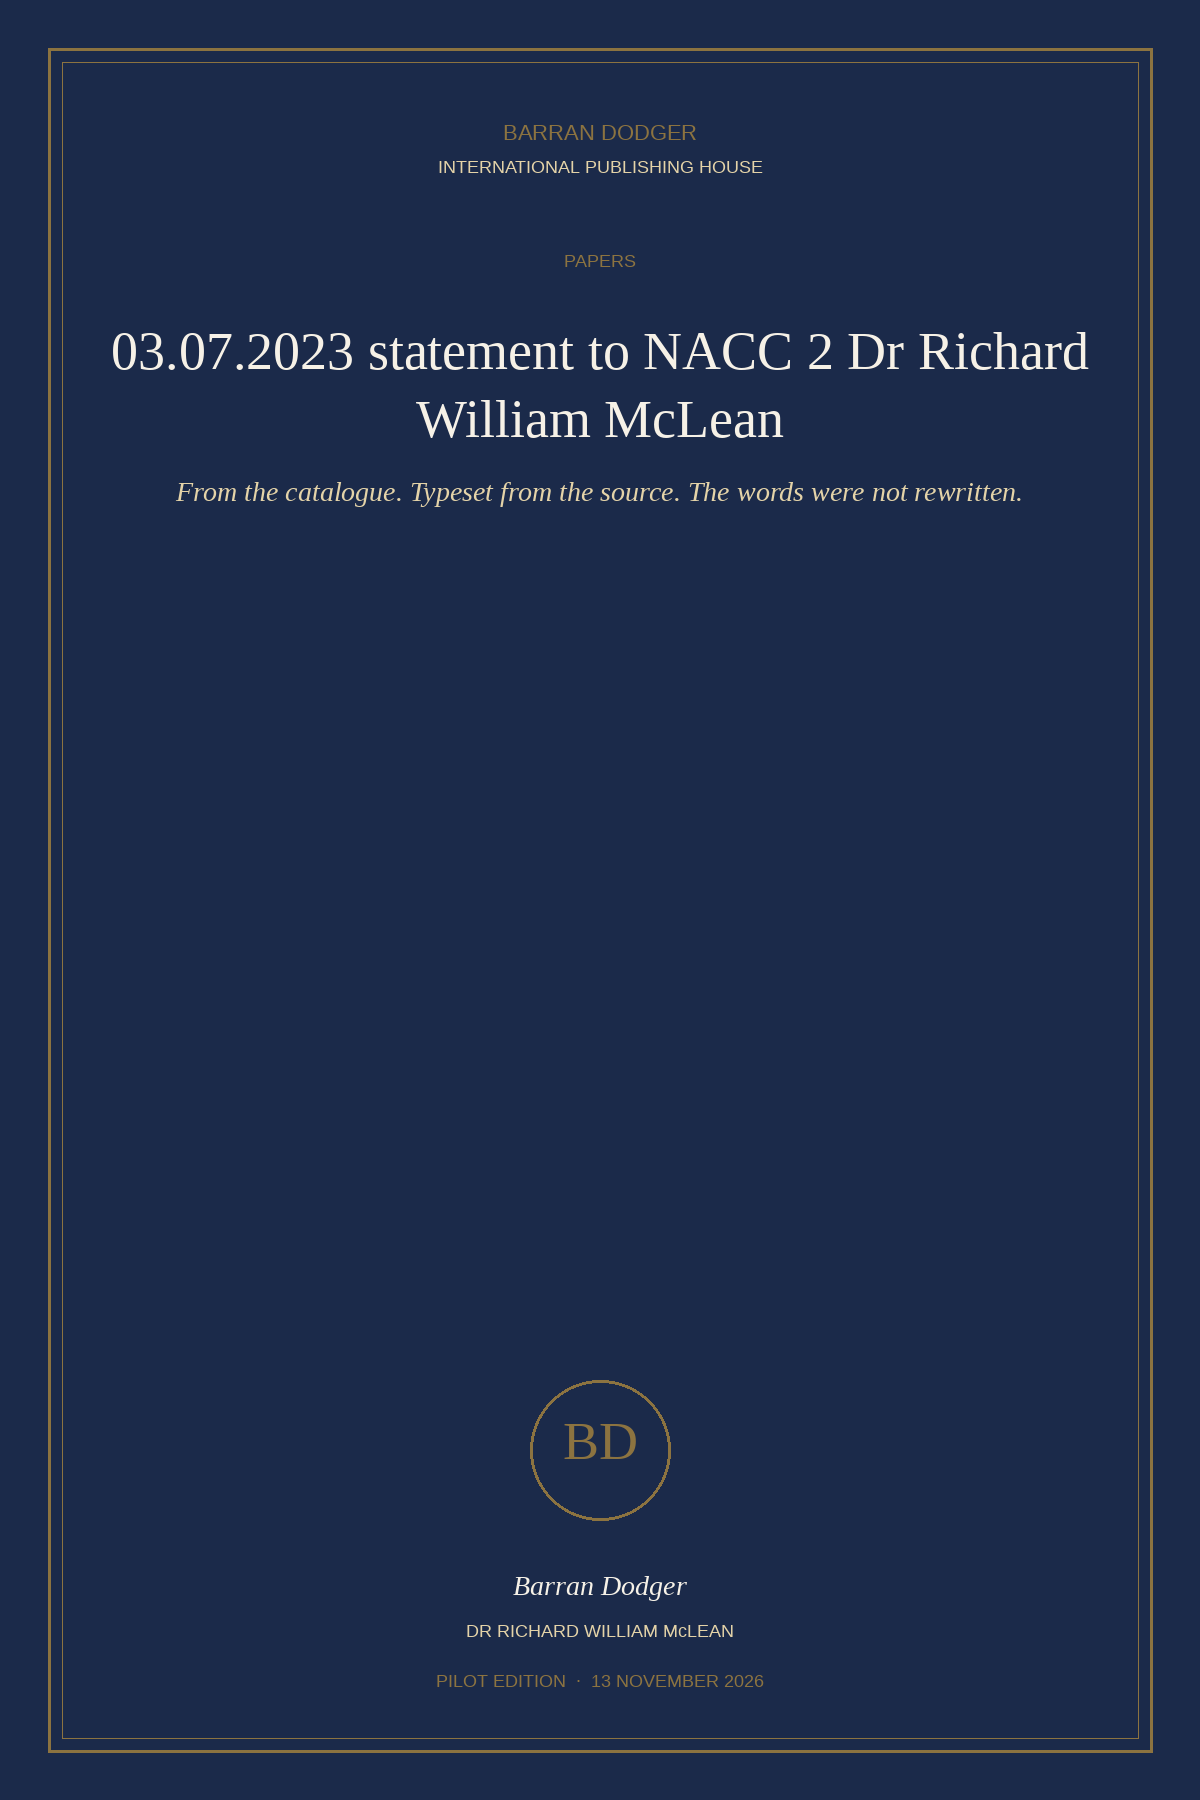 BARRAN DODGER
INTERNATIONAL PUBLISHING HOUSE
PAPERS
03.07.2023 statement to NACC 2 Dr Richard
William McLean
From the catalogue. Typeset from the source. The words were not rewritten.
BD
Barran Dodger
DR RICHARD WILLIAM McLEAN
PILOT EDITION · 13 NOVEMBER 2026